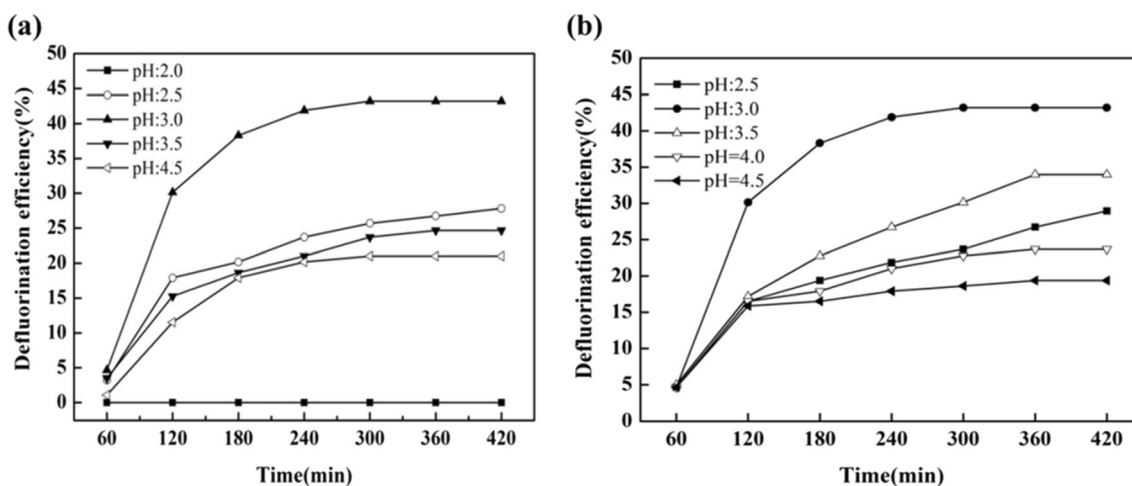 (a)
50
45
40
35
30
25
20
15
10
5
0
Defluorination efficiency(%)
pH:2.0
pH:2.5
pH:3.0
pH:3.5
pH:4.5
60 120 180 240 300 360 420
Time(min)
(b)
50
45
40
35
30
25
20
15
10
5
0
Defluorination efficiency(%)
pH:2.5
pH:3.0
pH:3.5
pH=4.0
pH=4.5
60 120 180 240 300 360 420
Time(min)